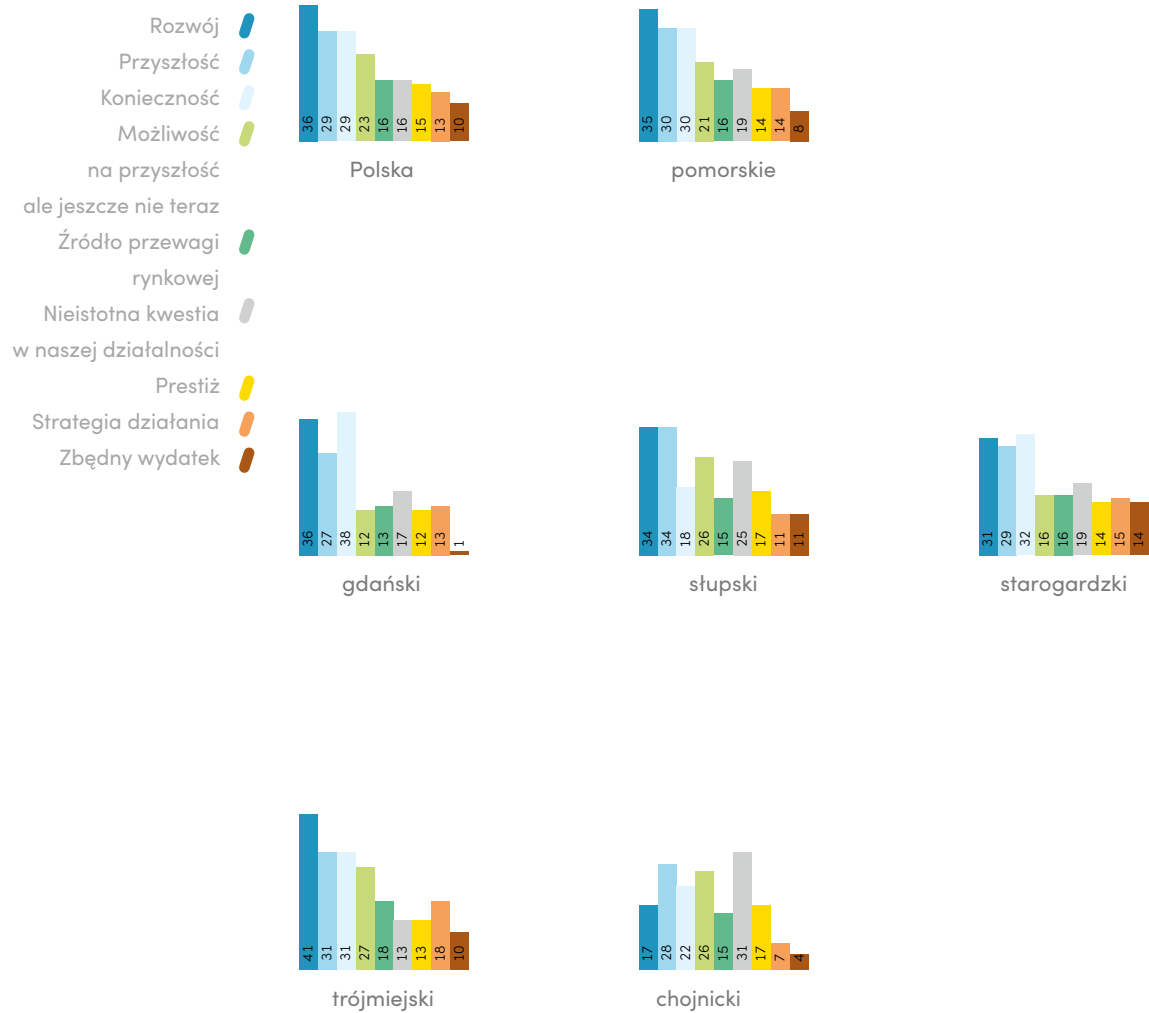 Rozwój
Przyszłość
Konieczność
Możliwość
na przyszłość
ale jeszcze nie teraz
Źródło przewagi
rynkowej
Nieistotna kwestia
w naszej działalności
Prestiż
Strategia działania
Zbędny wydatek
36 29 29 23 16 16 15 13 10
Polska
35 30 30 21 16 19 14 14 8
pomorskie
36 27 38 12 13 17 12 13 1
gdański
34 34 18 26 15 25 17 11 11
słupski
31 29 32 16 16 19 14 15 14
starogardzki
41 31 31 27 18 13 13 18 10
trójmiejski
17 28 22 26 15 31 17 7 4
chojnicki